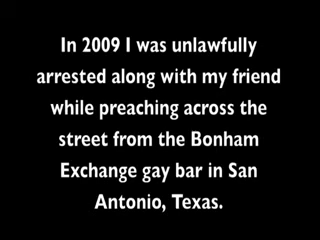 In 2009 I was unlawfully
arrested along with my friend
while preaching across the
street from the Bonham
Exchange gay bar in San
Antonio, Texas.